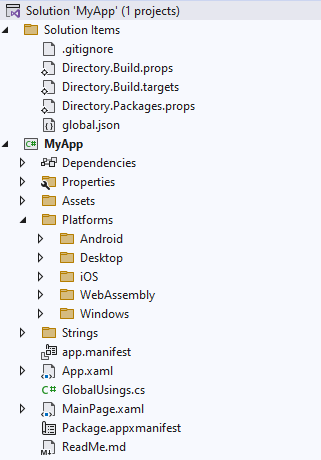 Solution 'MyApp' (1 projects)
Solution Items
.gitignore
Directory.Build.props
Directory.Build.targets
Directory.Packages.props
global.json
C# MyApp
Dependencies
Properties
Assets
Platforms
Android
Desktop
iOS
WebAssembly
Windows
Strings
app.manifest
App.xaml
C# GlobalUsings.cs
MainPage.xaml
Package.appxmanifest
ReadMe.md